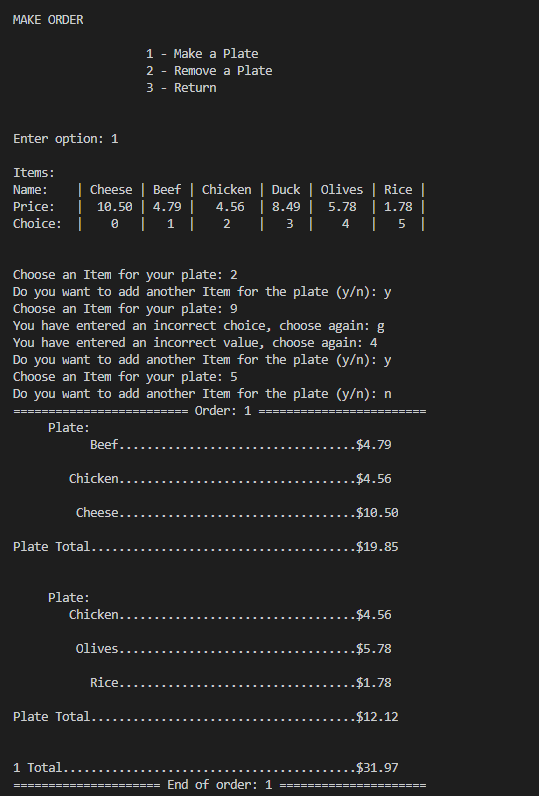 MAKE ORDER
1 - Make a Plate
2 - Remove a Plate
3 - Return
Enter option: 1
Items:
Name:    | Cheese | Beef | Chicken | Duck | Olives | Rice |
Price:   |  10.50 | 4.79 |   4.56  | 8.49 |  5.78  | 1.78 |
Choice:  |    0   |   1  |    2    |   3  |    4   |   5  |
Choose an Item for your plate: 2
Do you want to add another Item for the plate (y/n): y
Choose an Item for your plate: 9
You have entered an incorrect choice, choose again: g
You have entered an incorrect value, choose again: 4
Do you want to add another Item for the plate (y/n): y
Choose an Item for your plate: 5
Do you want to add another Item for the plate (y/n): n
========================= Order: 1 ========================
Plate:
Beef..................................$4.79
Chicken..................................$4.56
Cheese..................................$10.50
Plate Total......................................$19.85
Plate:
Chicken..................................$4.56
Olives..................................$5.78
Rice..................................$1.78
Plate Total......................................$12.12
1 Total..........................................$31.97
===================== End of order: 1 =====================